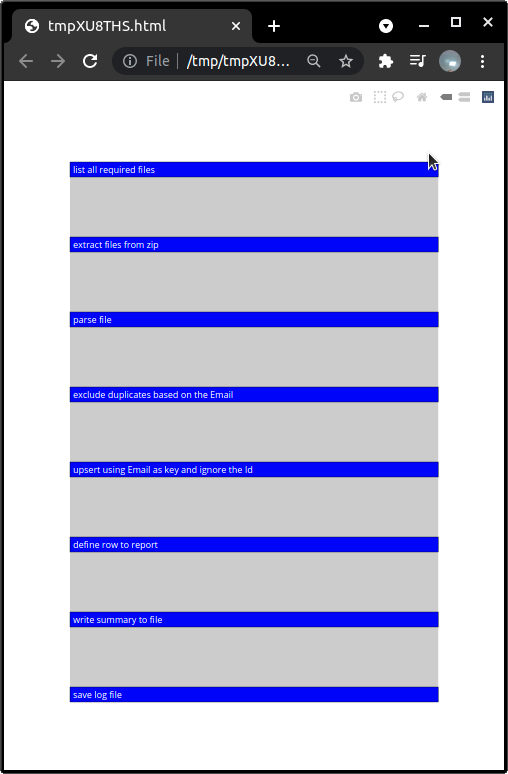 tmpXU8THS.html
File /tmp/tmpXU8...
list all required files
extract files from zip
parse file
exclude duplicates based on the Email
upsert using Email as key and ignore the Id
define row to report
write summary to file
save log file